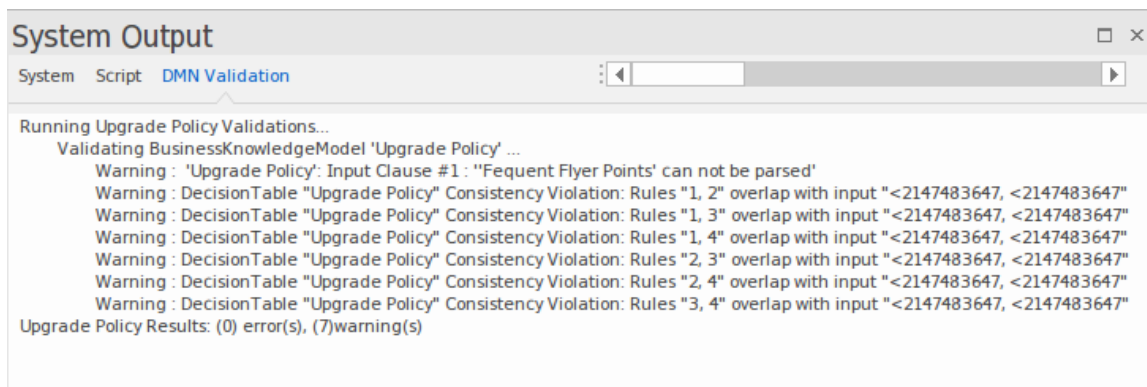 System Output
System Script DMN Validation
Running Upgrade Policy Validations...
Validating BusinessKnowledgeModel 'Upgrade Policy' ...
Warning : 'Upgrade Policy': Input Clause #1 : ''Fequent Flyer Points' can not be parsed'
Warning : DecisionTable "Upgrade Policy" Consistency Violation: Rules "1, 2" overlap with input "<2147483647, <2147483647"
Warning : DecisionTable "Upgrade Policy" Consistency Violation: Rules "1, 3" overlap with input "<2147483647, <2147483647"
Warning : DecisionTable "Upgrade Policy" Consistency Violation: Rules "1, 4" overlap with input "<2147483647, <2147483647"
Warning : DecisionTable "Upgrade Policy" Consistency Violation: Rules "2, 3" overlap with input "<2147483647, <2147483647"
Warning : DecisionTable "Upgrade Policy" Consistency Violation: Rules "2, 4" overlap with input "<2147483647, <2147483647"
Warning : DecisionTable "Upgrade Policy" Consistency Violation: Rules "3, 4" overlap with input "<2147483647, <2147483647"
Upgrade Policy Results: (0) error(s), (7)warning(s)